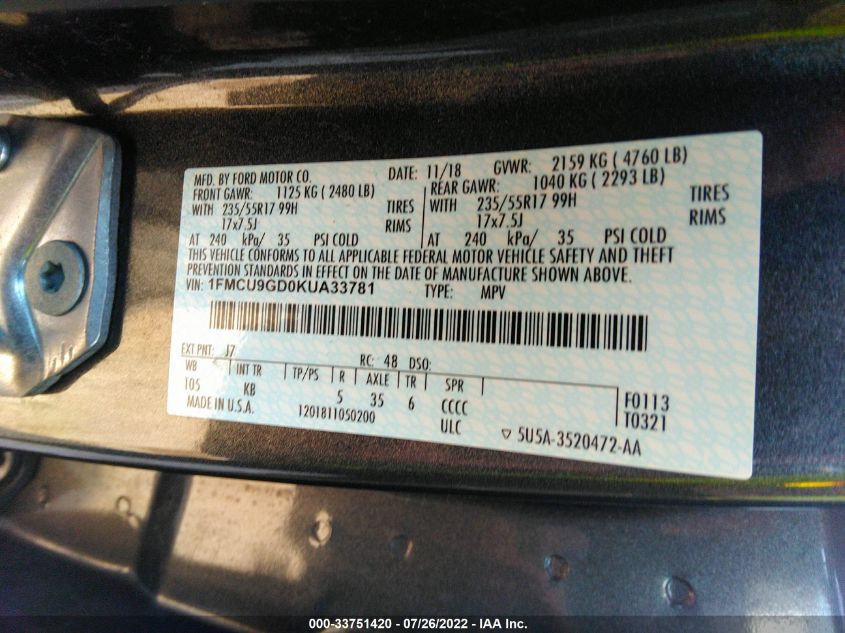 MFD. BY FORD MOTOR CO. DATE: 11/18 GVWR: 2159 KG ( 4760 LB)
FRONT GAWR: 1125 KG ( 2480 LB) REAR GAWR: 1040 KG ( 2293 LB)
WITH 235/55R17 99H TIRES WITH 235/55R17 99H TIRES
17x7.5J RIMS 17x7.5J RIMS
AT 240 kPa/ 35 PSI COLD AT 240 kPa/ 35 PSI COLD
THIS VEHICLE CONFORMS TO ALL APPLICABLE FEDERAL MOTOR VEHICLE SAFETY AND THEFT
PREVENTION STANDARDS IN EFFECT ON THE DATE OF MANUFACTURE SHOWN ABOVE.
VIN: 1FMCU9GD0KUA33781 TYPE: MPV
EXT PNT: J7 RC: 48 DSO:
WB INT TR TP/PS R AXLE TR SPR
105 KB 5 35 6 CCCC F0113
MADE IN U.S.A. 1201811050200 ULC T0321
5U5A-3520472-AA
000-33751420 - 07/26/2022 - IAA Inc.